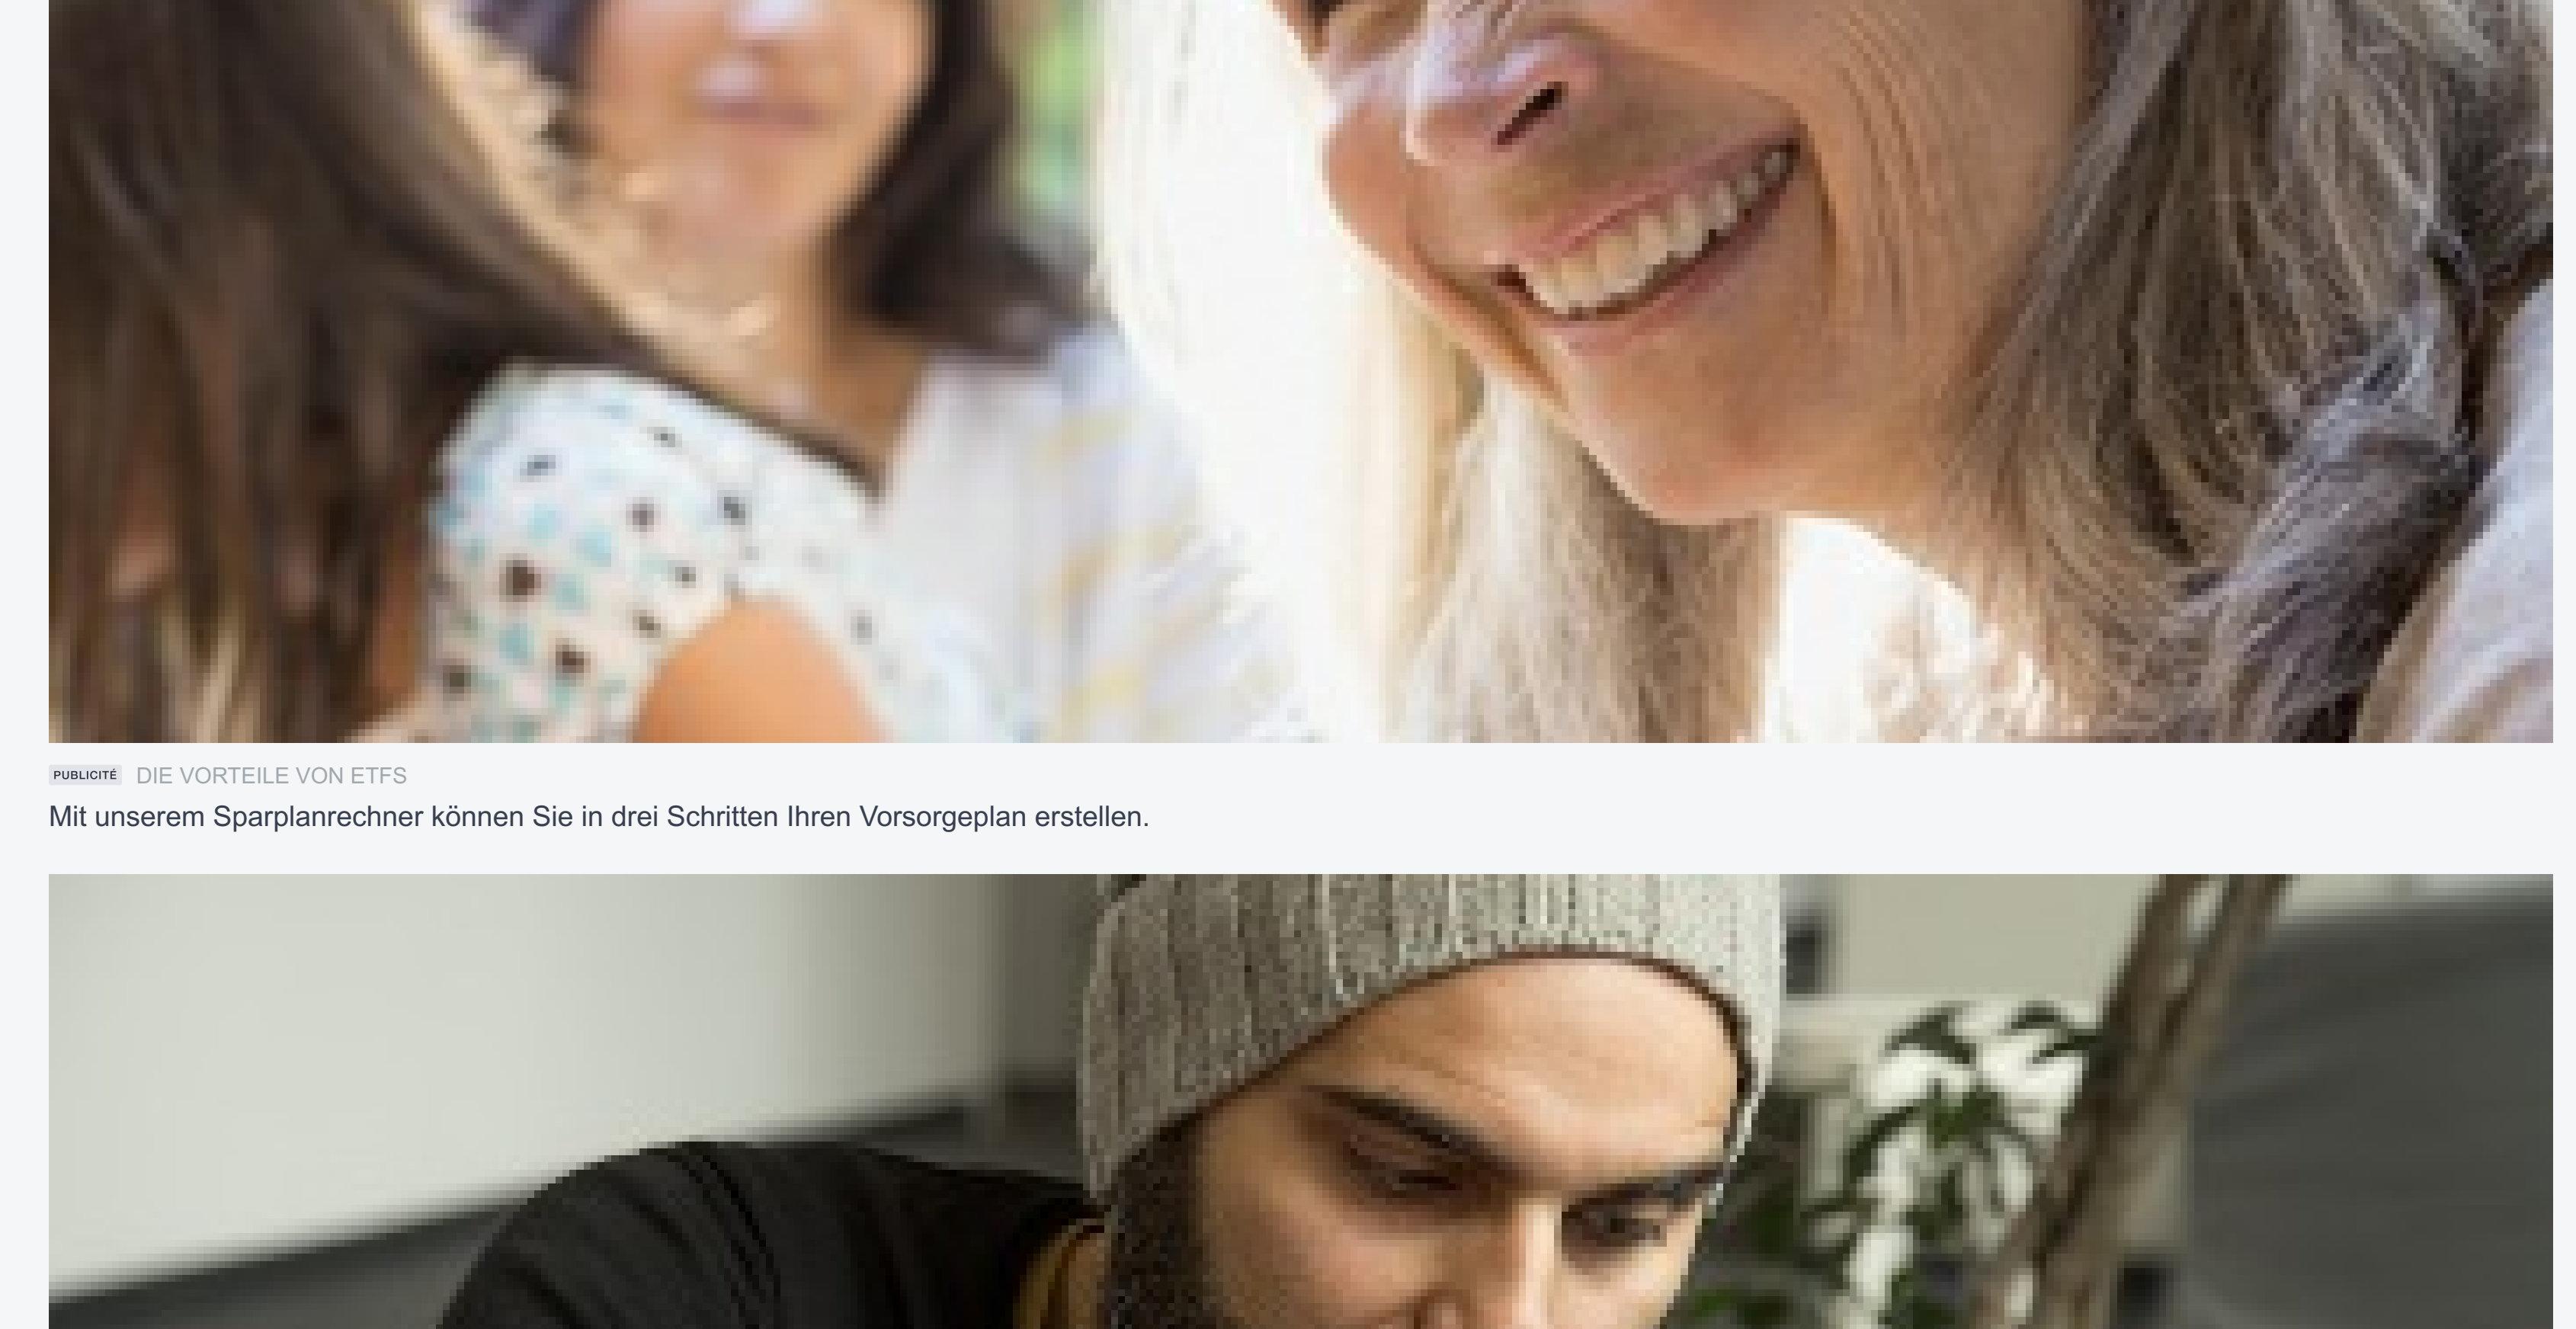 PUBLICITÉ DIE VORTEILE VON ETFS
Mit unserem Sparplanrechner können Sie in drei Schritten Ihren Vorsorgeplan erstellen.